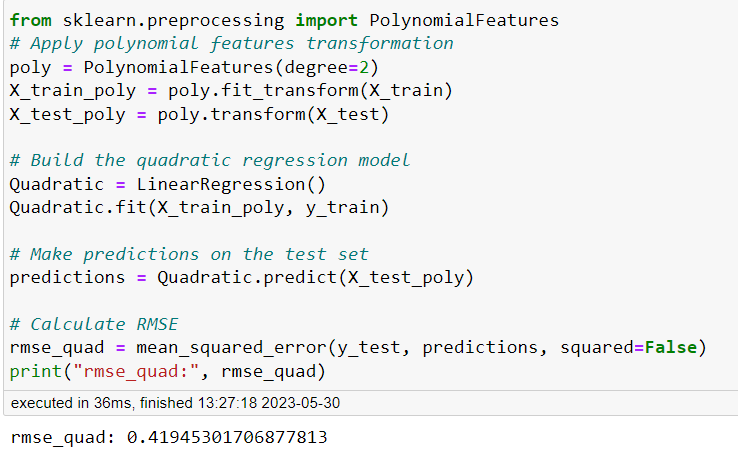 from sklearn.preprocessing import PolynomialFeatures
# Apply polynomial features transformation
poly = PolynomialFeatures(degree=2)
X_train_poly = poly.fit_transform(X_train)
X_test_poly = poly.transform(X_test)
# Build the quadratic regression model
Quadratic = LinearRegression()
Quadratic.fit(X_train_poly, y_train)
# Make predictions on the test set
predictions = Quadratic.predict(X_test_poly)
# Calculate RMSE
rmse_quad = mean_squared_error(y_test, predictions, squared=False)
print("rmse_quad:", rmse_quad)
executed in 36ms, finished 13:27:18 2023-05-30
rmse_quad: 0.41945301706877813